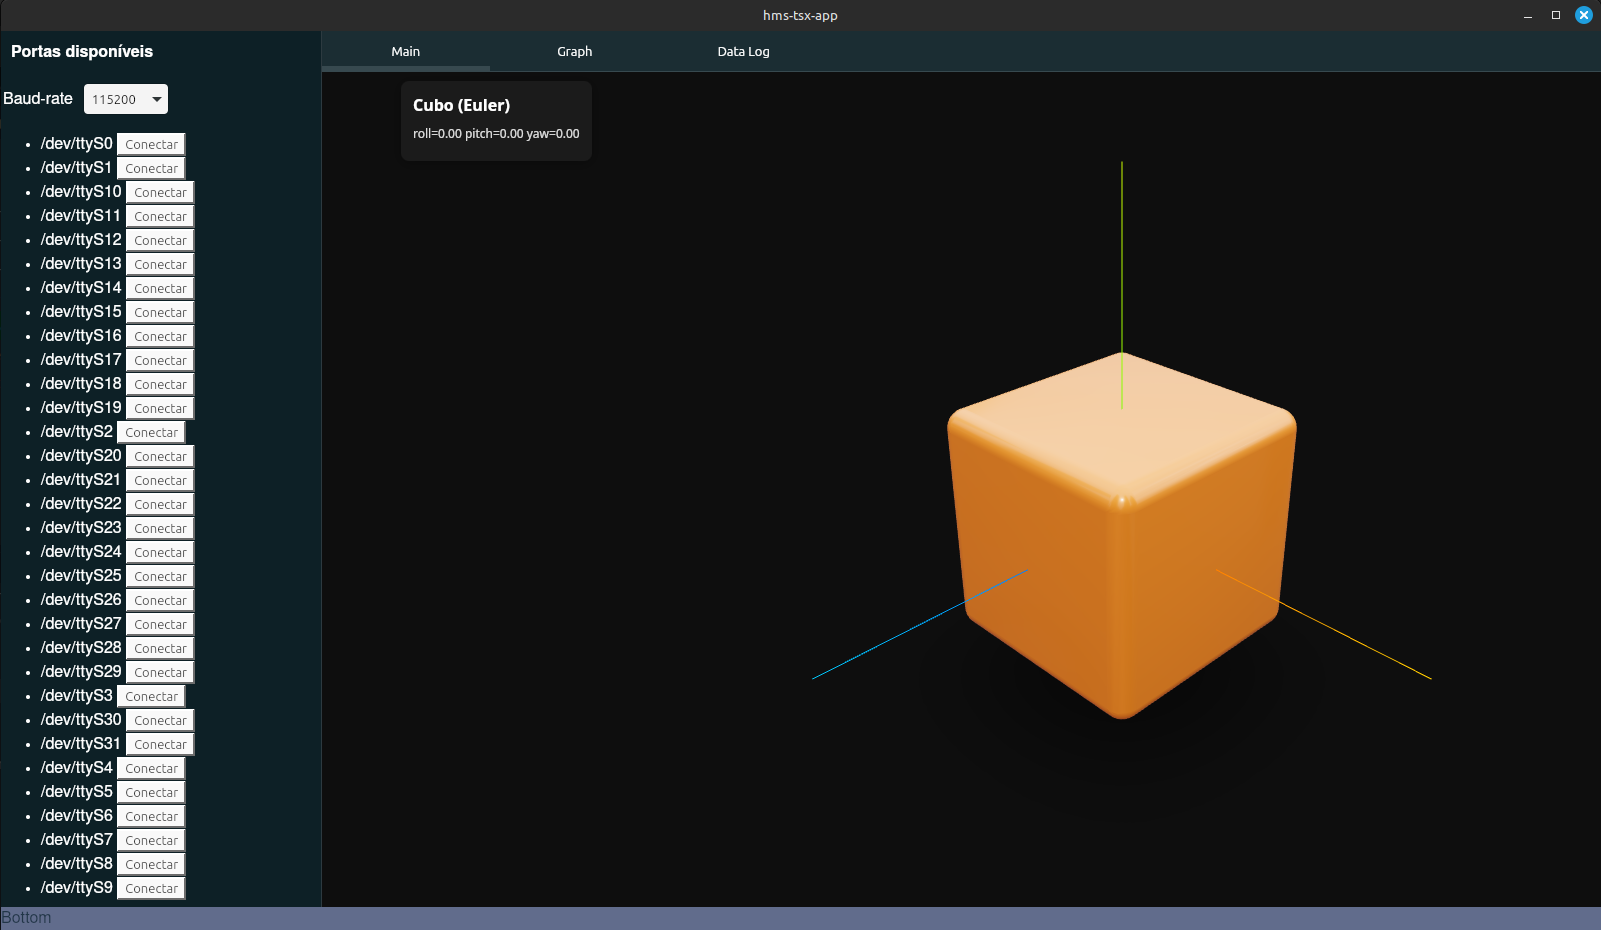 hms-tsx-app
Portas disponíveis
Main
Graph
Data Log
Baud-rate 115200
Cubo (Euler)
roll=0.00 pitch=0.00 yaw=0.00
/dev/ttyS0 Conectar
/dev/ttyS1 Conectar
/dev/ttyS10 Conectar
/dev/ttyS11 Conectar
/dev/ttyS12 Conectar
/dev/ttyS13 Conectar
/dev/ttyS14 Conectar
/dev/ttyS15 Conectar
/dev/ttyS16 Conectar
/dev/ttyS17 Conectar
/dev/ttyS18 Conectar
/dev/ttyS19 Conectar
/dev/ttyS2 Conectar
/dev/ttyS20 Conectar
/dev/ttyS21 Conectar
/dev/ttyS22 Conectar
/dev/ttyS23 Conectar
/dev/ttyS24 Conectar
/dev/ttyS25 Conectar
/dev/ttyS26 Conectar
/dev/ttyS27 Conectar
/dev/ttyS28 Conectar
/dev/ttyS29 Conectar
/dev/ttyS3 Conectar
/dev/ttyS30 Conectar
/dev/ttyS31 Conectar
/dev/ttyS4 Conectar
/dev/ttyS5 Conectar
/dev/ttyS6 Conectar
/dev/ttyS7 Conectar
/dev/ttyS8 Conectar
/dev/ttyS9 Conectar
Bottom